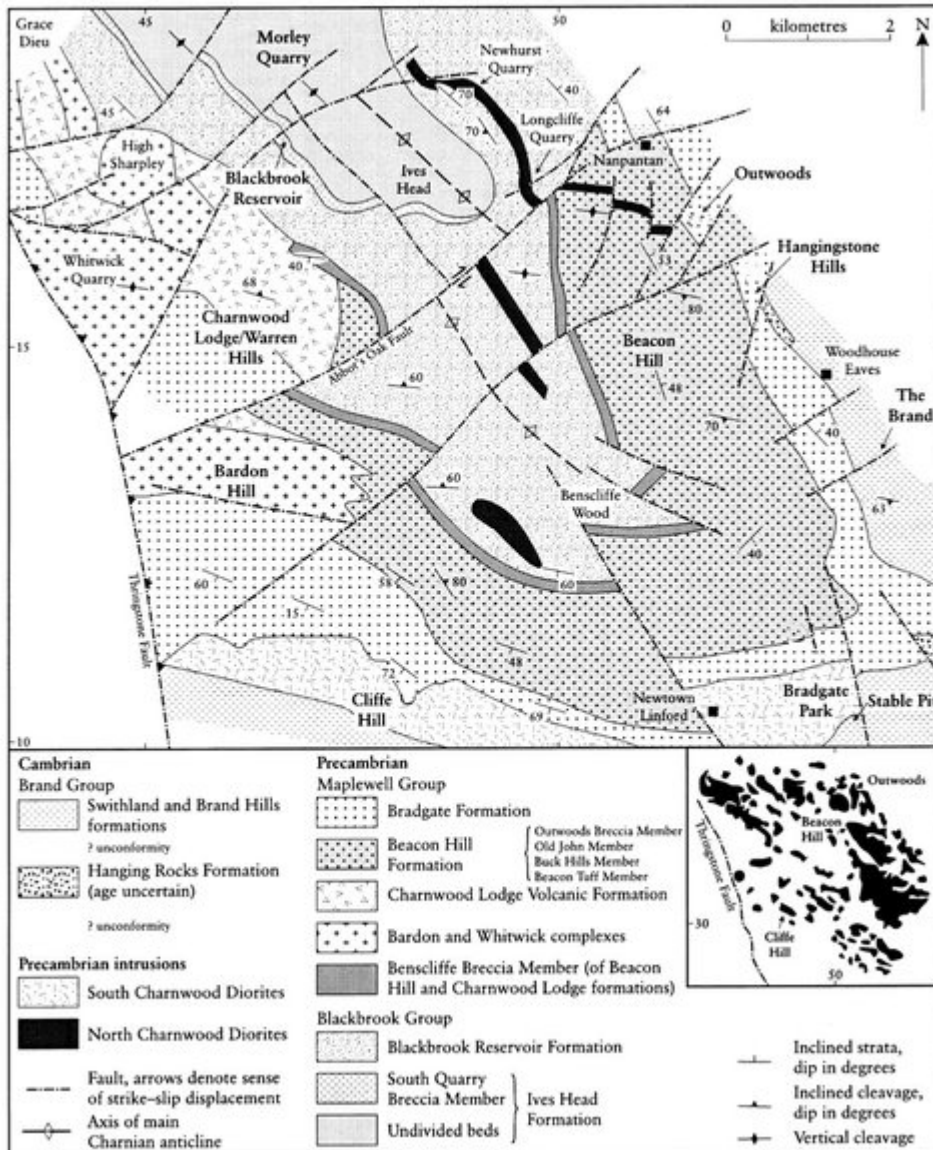 Grace
Dieu
45
50
0 kilometres 2
N
Morley
Quarry
Newhurst
Quarry
40
64
70
45
70
Longcliffe
Quarry
High
Sharpley
Nanpantan
Ives
Head
Blackbrook
Reservoir
Outwoods
Whitwick
Quarry
40
53
Hangingstone
Hills
68
80
Charnwood
Lodge/Warren
Hills
Beacon
Hill
15
Abbot's Oak Fault
Woodhouse
Eaves
60
48
The
Brand
70
40
Bardon
Hill
60
Benscliffe
Wood
63
40
60
58
80
60
15
Thringstone Fault
48
72
Cliffe
Hill
69
Newtown
Linford
Bradgate
Park
Stable Pit
10
Cambrian
Brand Group
Swithland and Brand Hills
formations
? unconformity
Hanging Rocks Formation
(age uncertain)
? unconformity
Precambrian intrusions
South Charnwood Diorites
North Charnwood Diorites
Fault, arrows denote sense
of strike–slip displacement
Axis of main
Charnian anticline
Precambrian
Maplewell Group
Bradgate Formation
Beacon Hill
Formation
Outwoods Breccia Member
Old John Member
Buck Hills Member
Beacon Tuff Member
Charnwood Lodge Volcanic Formation
Bardon and Whitwick complexes
Benscliffe Breccia Member (of Beacon
Hill and Charnwood Lodge formations)
Blackbrook Group
Blackbrook Reservoir Formation
South Quarry
Breccia Member
Undivided beds
Ives Head
Formation
Outwoods
Beacon
Hill
Thringstone Fault
30
Cliffe
Hill
50
Inclined strata,
dip in degrees
Inclined cleavage,
dip in degrees
Vertical cleavage